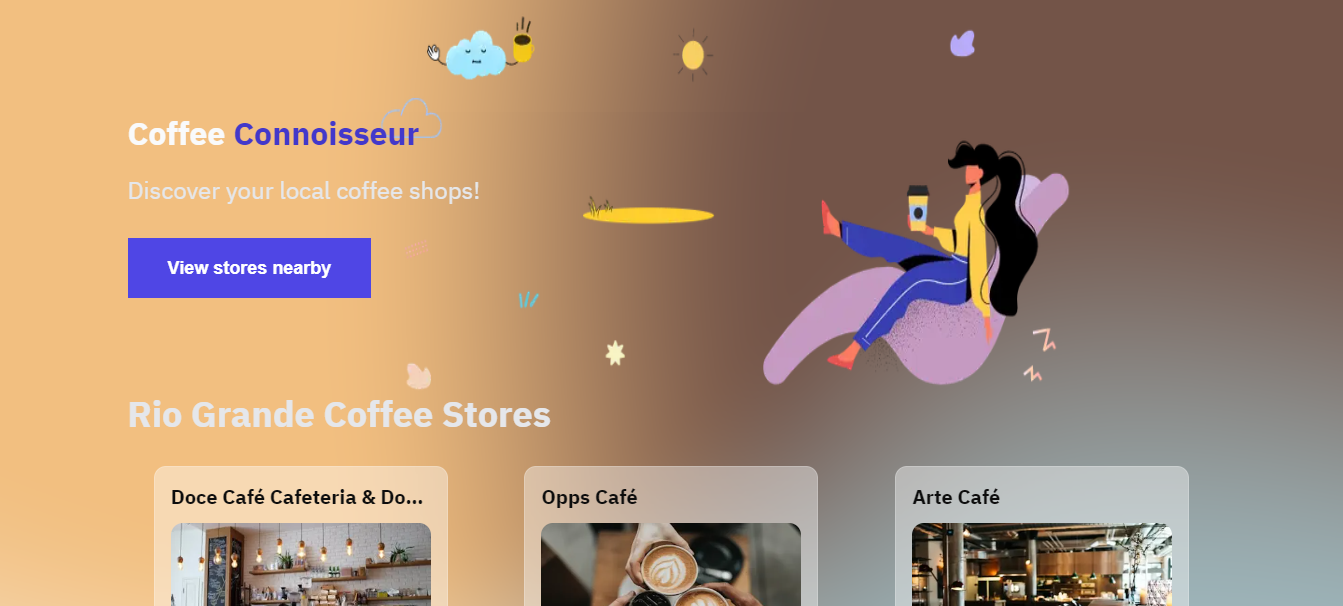 Coffee Connoisseur
Discover your local coffee shops!
View stores nearby
Rio Grande Coffee Stores
Doce Café Cafeteria & Do...
Opps Café
Arte Café